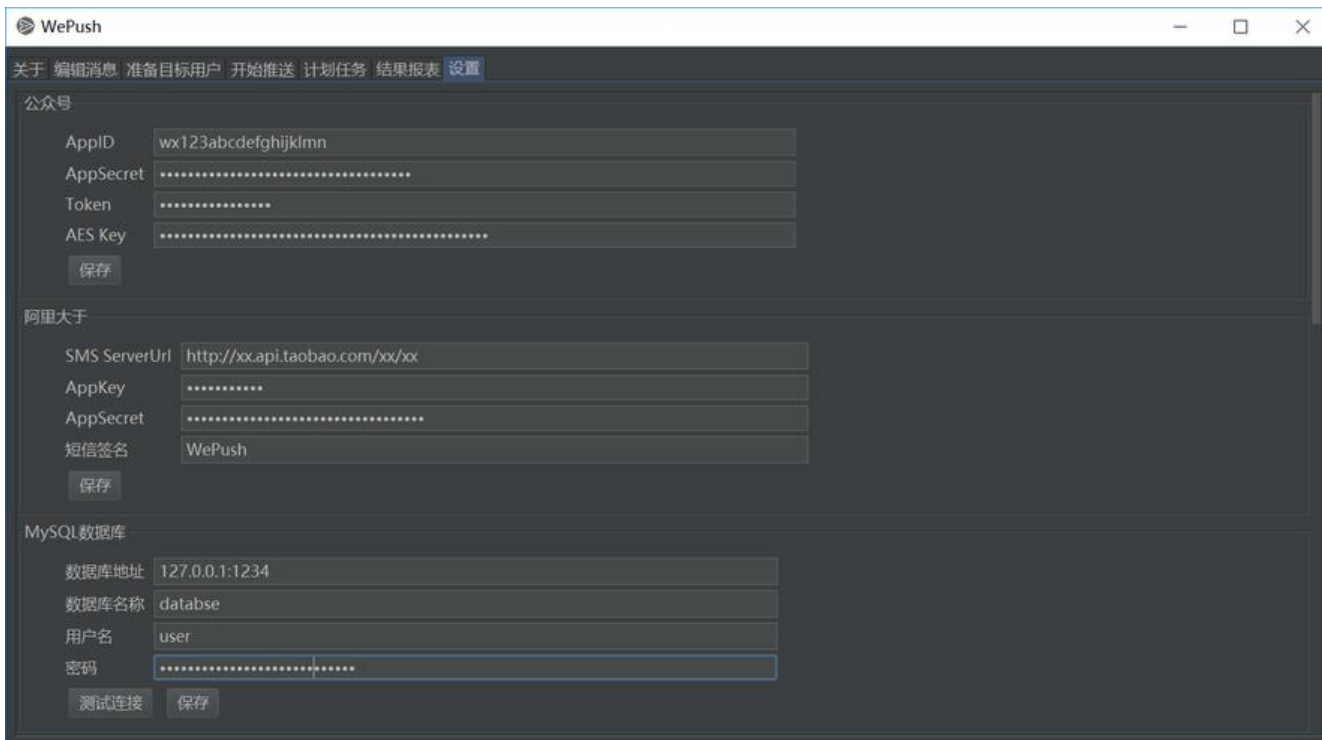 WePush
关于 编辑消息 准备目标用户 开始推送 计划任务 结果报表 设置
公众号
AppID wx123abcdefghijklmn
AppSecret ••••••••••••••••••••••••••••••••••••
Token ••••••••••••••••
AES Key •••••••••••••••••••••••••••••••••••••••••••••••
保存
阿里大于
SMS ServerUrl http://xx.api.taobao.com/xx/xx
AppKey •••••••••••
AppSecret ••••••••••••••••••••••••••••••••••
短信签名 WePush
保存
MySQL数据库
数据库地址 127.0.0.1:1234
数据库名称 databse
用户名 user
密码 ••••••••••••••••••••••••••••
测试连接 保存